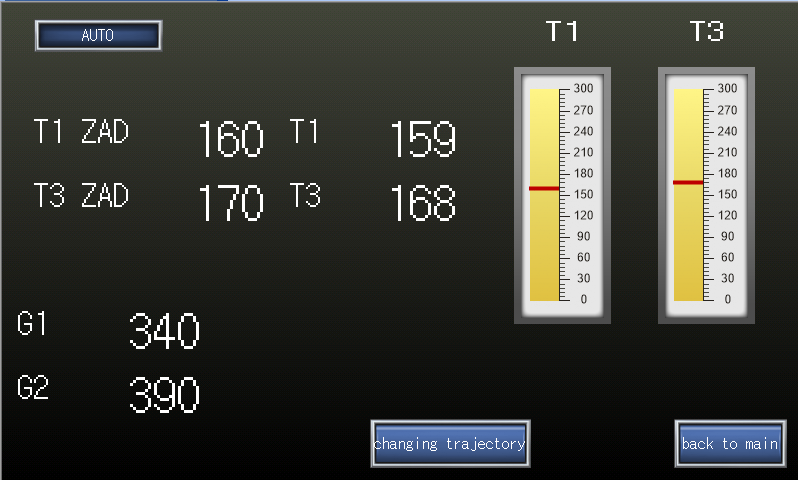 AUTO
T1 T3
T1 ZAD 160 T1 159
T3 ZAD 170 T3 168
300 300
270 270
240 240
210 210
180 180
150 150
120 120
90 90
60 60
30 30
0 0
G1 340
G2 390
changing trajectory back to main